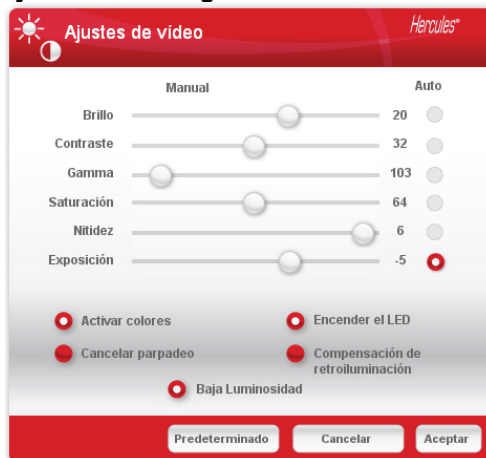 Ajustes de vídeo
Hercules®
Manual Auto
Brillo 20
Contraste 32
Gamma 103
Saturación 64
Nitidez 6
Exposición -5
Activar colores Encender el LED
Cancelar parpadeo Compensación de
retroiluminación
Baja Luminosidad
Predeterminado Cancelar Aceptar